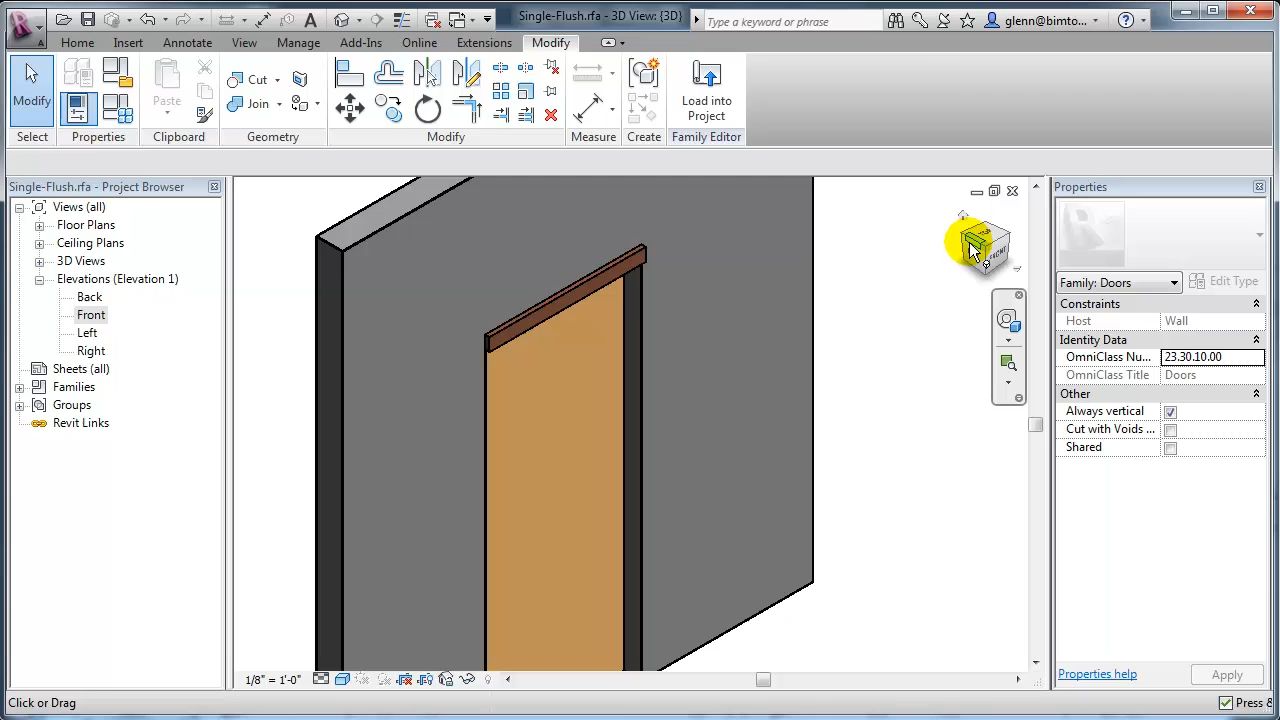 Single-Flush.rfa - 3D View: {3D}
Type a keyword or phrase
glenn@bimto...
Home
Insert
Annotate
View
Manage
Add-Ins
Online
Extensions
Modify
Modify
Paste
Cut
Join
Load into
Project
Select
Properties
Clipboard
Geometry
Modify
Measure
Create
Family Editor
Single-Flush.rfa - Project Browser
Views (all)
Floor Plans
Ceiling Plans
3D Views
Elevations (Elevation 1)
Back
Front
Left
Right
Sheets (all)
Families
Groups
Revit Links
FRONT
Properties
Family: Doors
Edit Type
Constraints
Host Wall
Identity Data
OmniClass Nu... 23.30.10.00
OmniClass Title Doors
Other
Always vertical
Cut with Voids ...
Shared
Properties help
Apply
1/8" = 1'-0"
Click or Drag
Press &